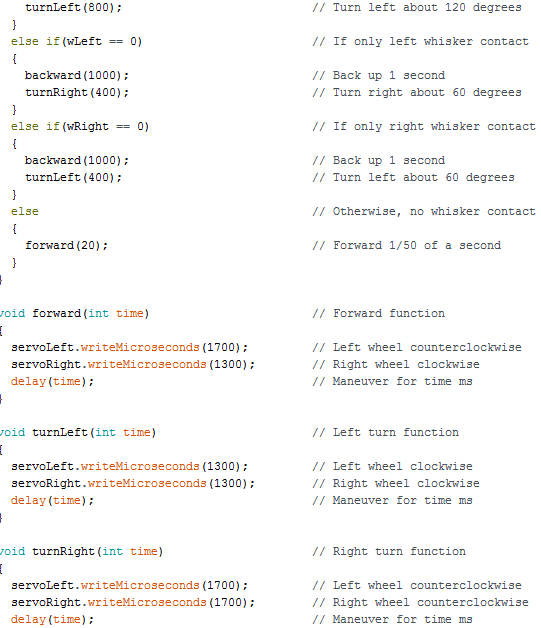 turnLeft(800);                           // Turn left about 120 degrees
  }
  else if(wLeft == 0)                        // If only left whisker contact
  {
    backward(1000);                          // Back up 1 second
    turnRight(400);                          // Turn right about 60 degrees
  }
  else if(wRight == 0)                       // If only right whisker contact
  {
    backward(1000);                          // Back up 1 second
    turnLeft(400);                           // Turn left about 60 degrees
  }
  else                                       // Otherwise, no whisker contact
  {
    forward(20);                             // Forward 1/50 of a second
  }
}
void forward(int time)                       // Forward function
{
  servoLeft.writeMicroseconds(1700);         // Left wheel counterclockwise
  servoRight.writeMicroseconds(1300);        // Right wheel clockwise
  delay(time);                               // Maneuver for time ms
}
void turnLeft(int time)                      // Left turn function
{
  servoLeft.writeMicroseconds(1300);         // Left wheel clockwise
  servoRight.writeMicroseconds(1300);        // Right wheel clockwise
  delay(time);                               // Maneuver for time ms
}
void turnRight(int time)                     // Right turn function
{
  servoLeft.writeMicroseconds(1700);         // Left wheel counterclockwise
  servoRight.writeMicroseconds(1700);        // Right wheel counterclockwise
  delay(time);                               // Maneuver for time ms